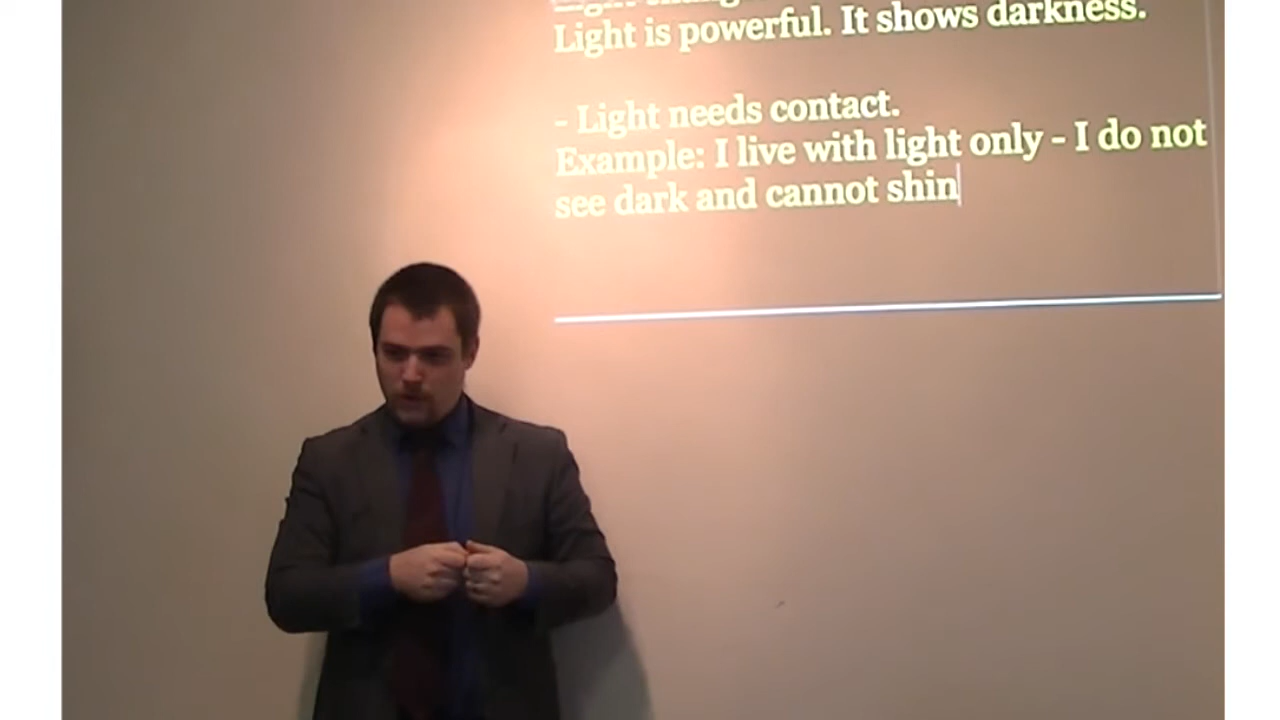 Light is powerful. It shows darkness.
- Light needs contact.
Example: I live with light only - I do not
see dark and cannot shin